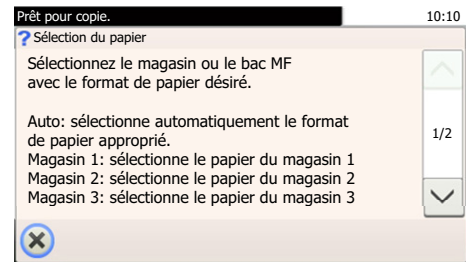 Prêt pour copie.
10:10
? Sélection du papier
Sélectionnez le magasin ou le bac MF
avec le format de papier désiré.
Auto: sélectionne automatiquement le format
de papier approprié.
1/2
Magasin 1: sélectionne le papier du magasin 1
Magasin 2: sélectionne le papier du magasin 2
Magasin 3: sélectionne le papier du magasin 3